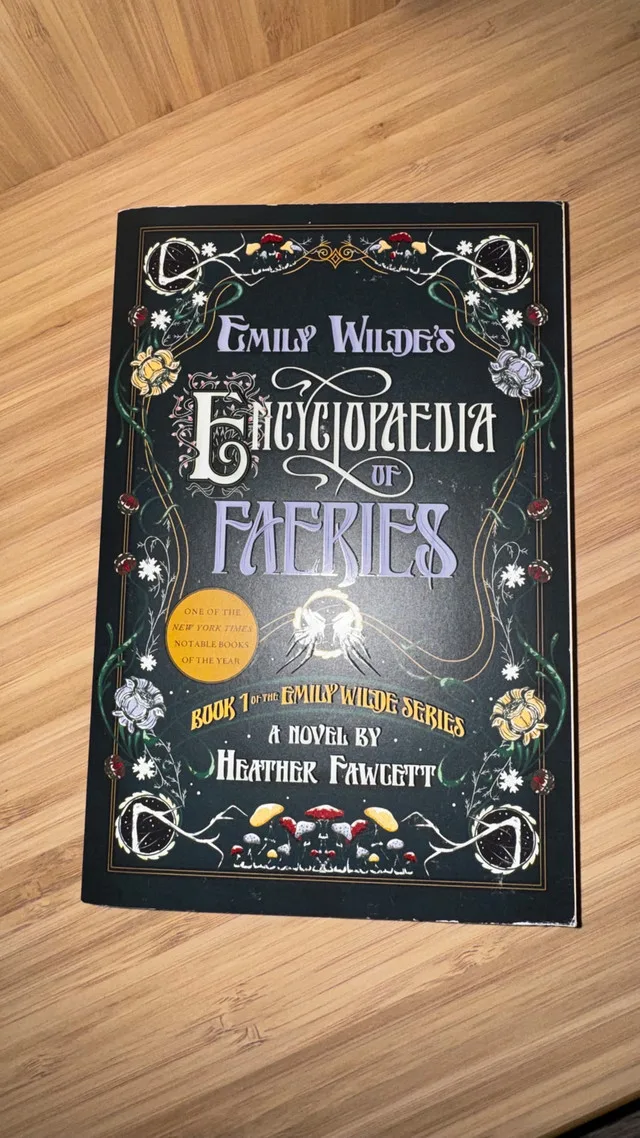 EMILY WILDE'S
ENCYCLOPAEDIA
OF
FAERIES
ONE OF THE
NEW YORK TIMES
NOTABLE BOOKS
OF THE YEAR
BOOK 1 OF THE EMILY WILDE SERIES
A NOVEL BY
HEATHER FAWCETT